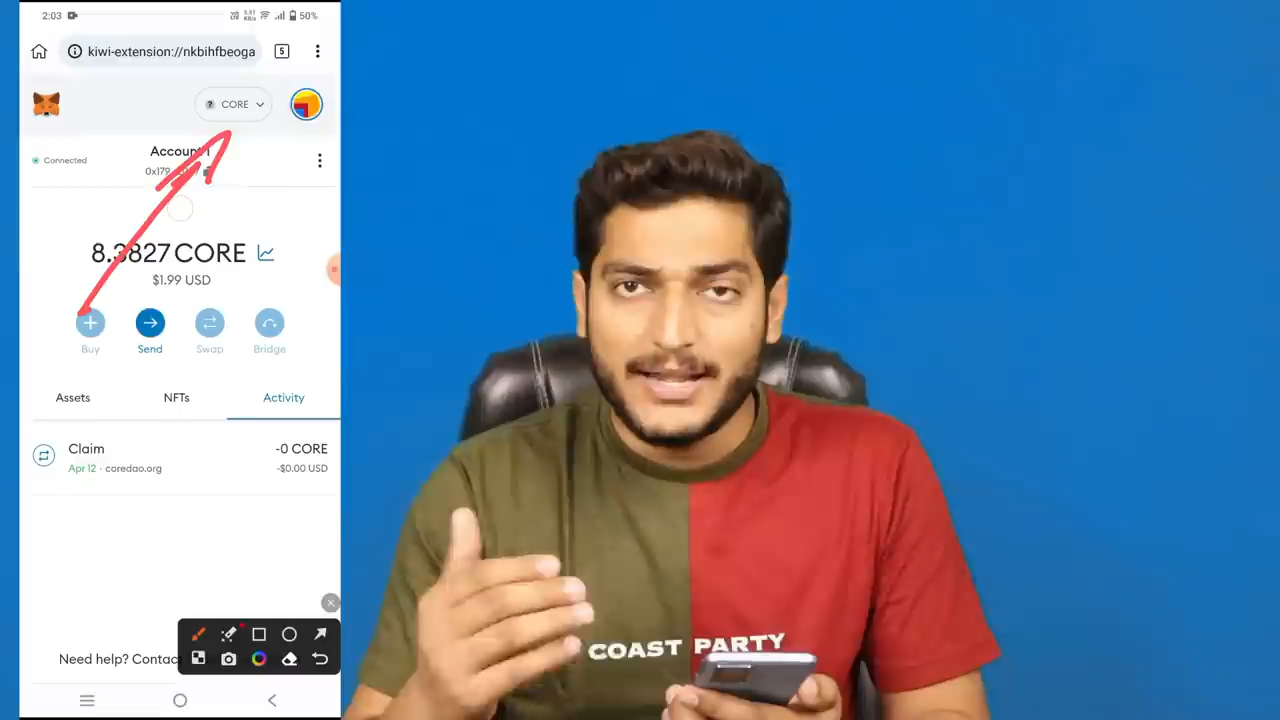 2:03
50%
kiwi-extension://nkbihfbeoga
5
CORE
Connected
Account 1
8.3827 CORE
$1.99 USD
Buy
Send
Swap
Bridge
Assets
NFTs
Activity
Claim
-0 CORE
Apr 12 · coredao.org
-$0.00 USD
Need help? Contac
COAST PARTY